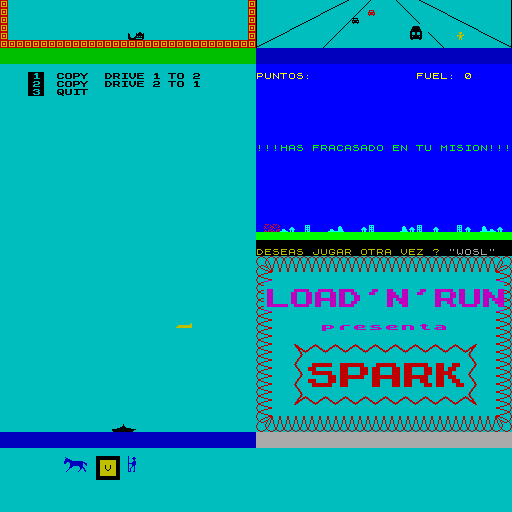 1 COPY DRIVE 1 TO 2
2 COPY DRIVE 2 TO 1
3 QUIT
PUNTOS: FUEL: 0
!!!HAS FRACASADO EN TU MISION!!!
DESEAS JUGAR OTRA VEZ ? "WOSL"
LOAD'N'RUN
presenta
SPARK
V